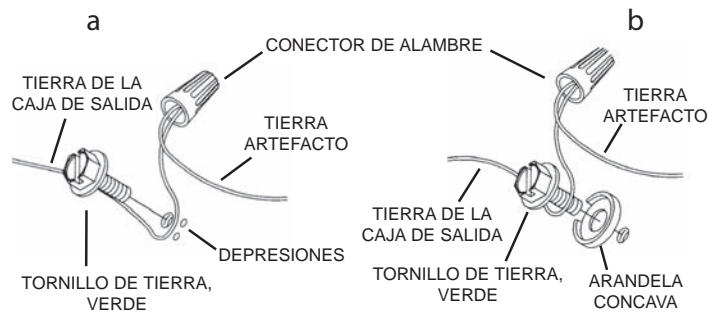 a
b
CONECTOR DE ALAMBRE
TIERRA DE LA
CAJA DE SALIDA
TIERRA
ARTEFACTO
TIERRA
ARTEFACTO
DEPRESIONES
TORNILLO DE TIERRA,
VERDE
TIERRA DE LA
CAJA DE SALIDA
TORNILLO DE TIERRA,
VERDE
ARANDELA
CONCAVA